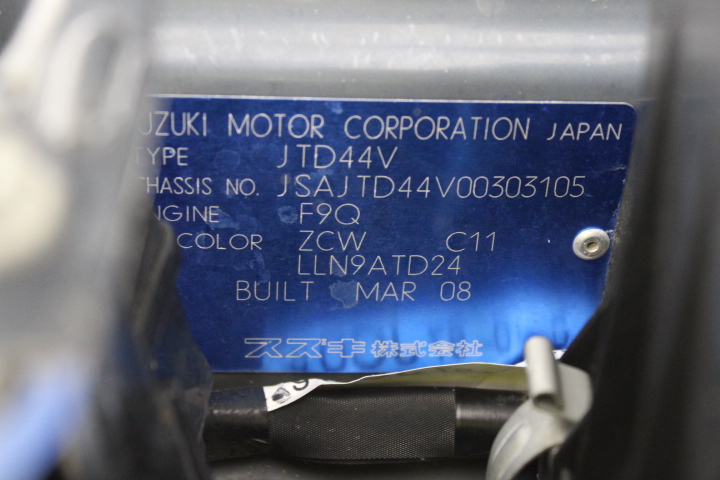 UZUKI MOTOR CORPORATION JAPAN
TYPE JTD44V
CHASSIS NO. JSAJTD44V00303105
NGINE F9Q
COLOR ZCW C11
LLN9ATD24
BUILT MAR 08
スズキ株式会社